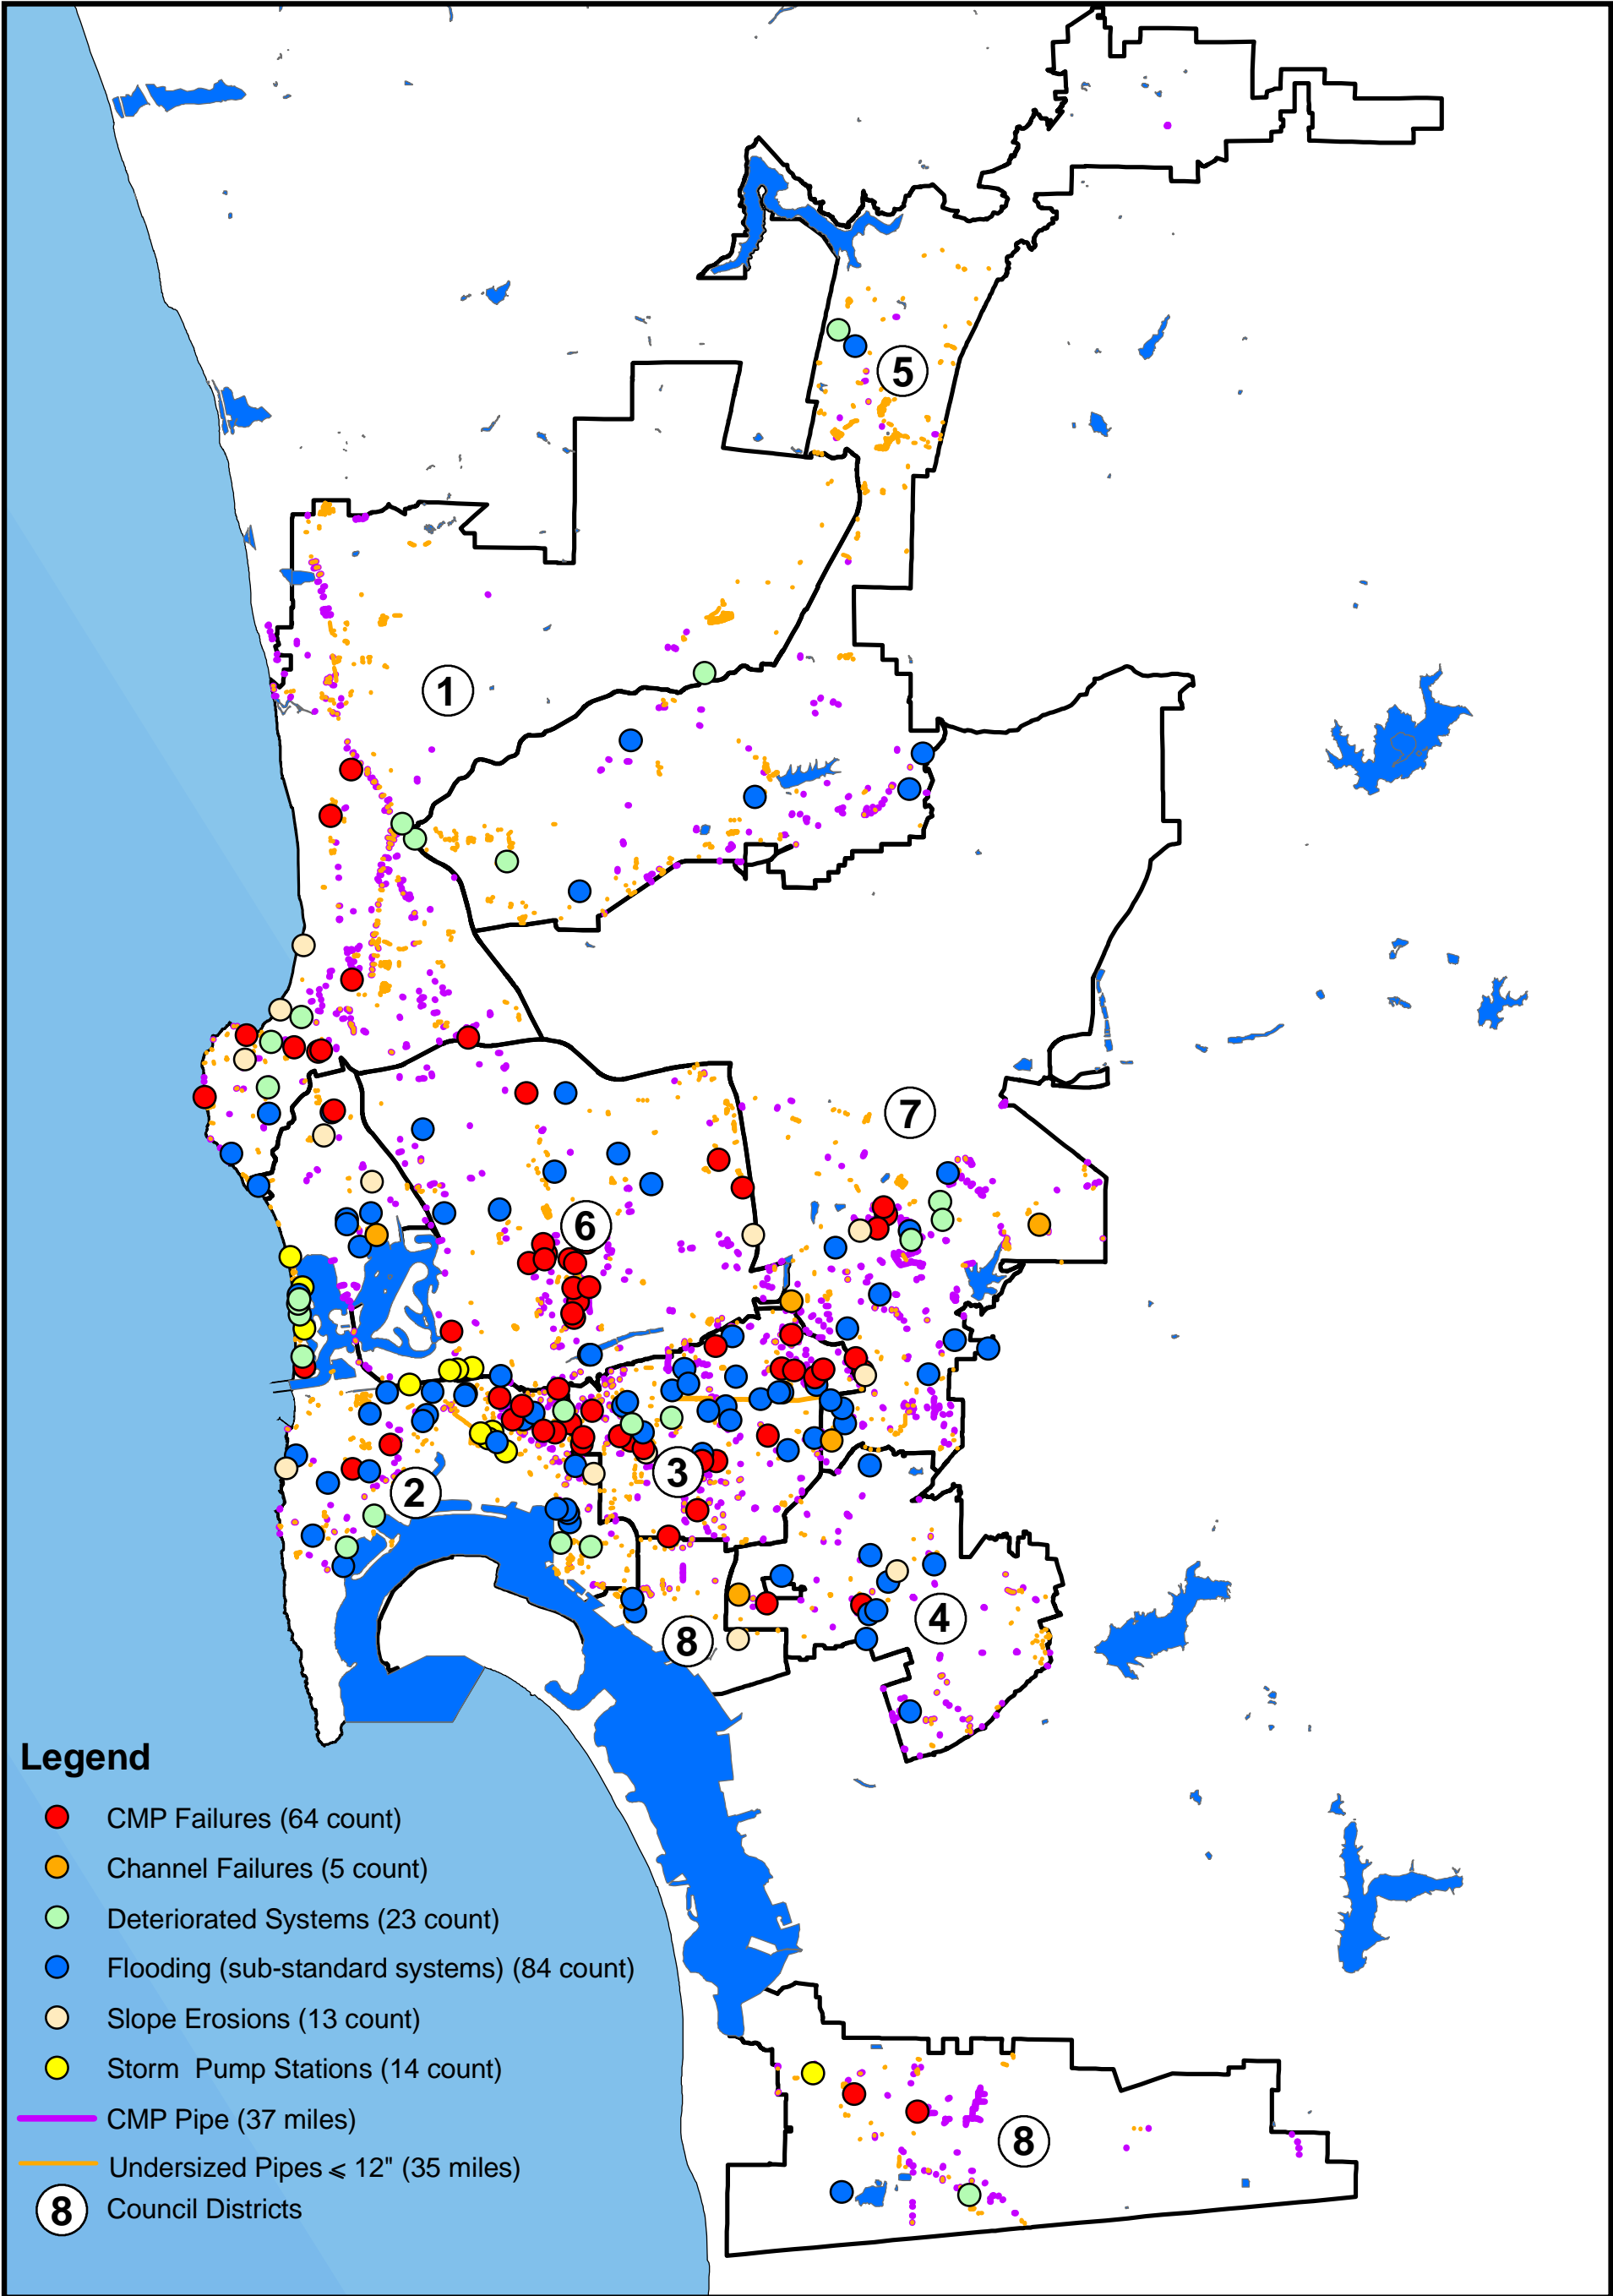 5
1
7
6
3
2
4
8
Legend
CMP Failures (64 count)
Channel Failures (5 count)
Deteriorated Systems (23 count)
Flooding (sub-standard systems) (84 count)
Slope Erosions (13 count)
Storm  Pump Stations (14 count)
CMP Pipe (37 miles)
8
Undersized Pipes ⩽ 12" (35 miles)
8 Council Districts